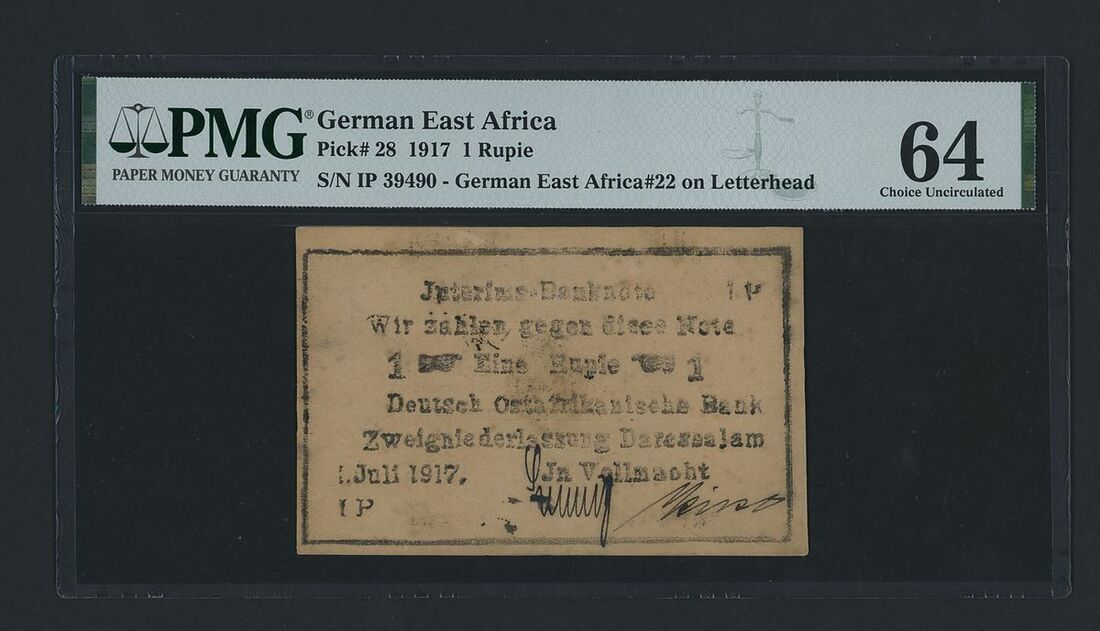 PMG®
PAPER MONEY GUARANTY
German East Africa
Pick# 28 1917 1 Rupie
S/N IP 39490 - German East Africa#22 on Letterhead
64
Choice Uncirculated
Interims-Banknote I P
Wir zahlen gegen diese Note
1 Eine Rupie 1
Deutsch Ostafrikanische Bank
Zweigniederlassung Daressalam
1. Juli 1917. In Vollmacht
I P